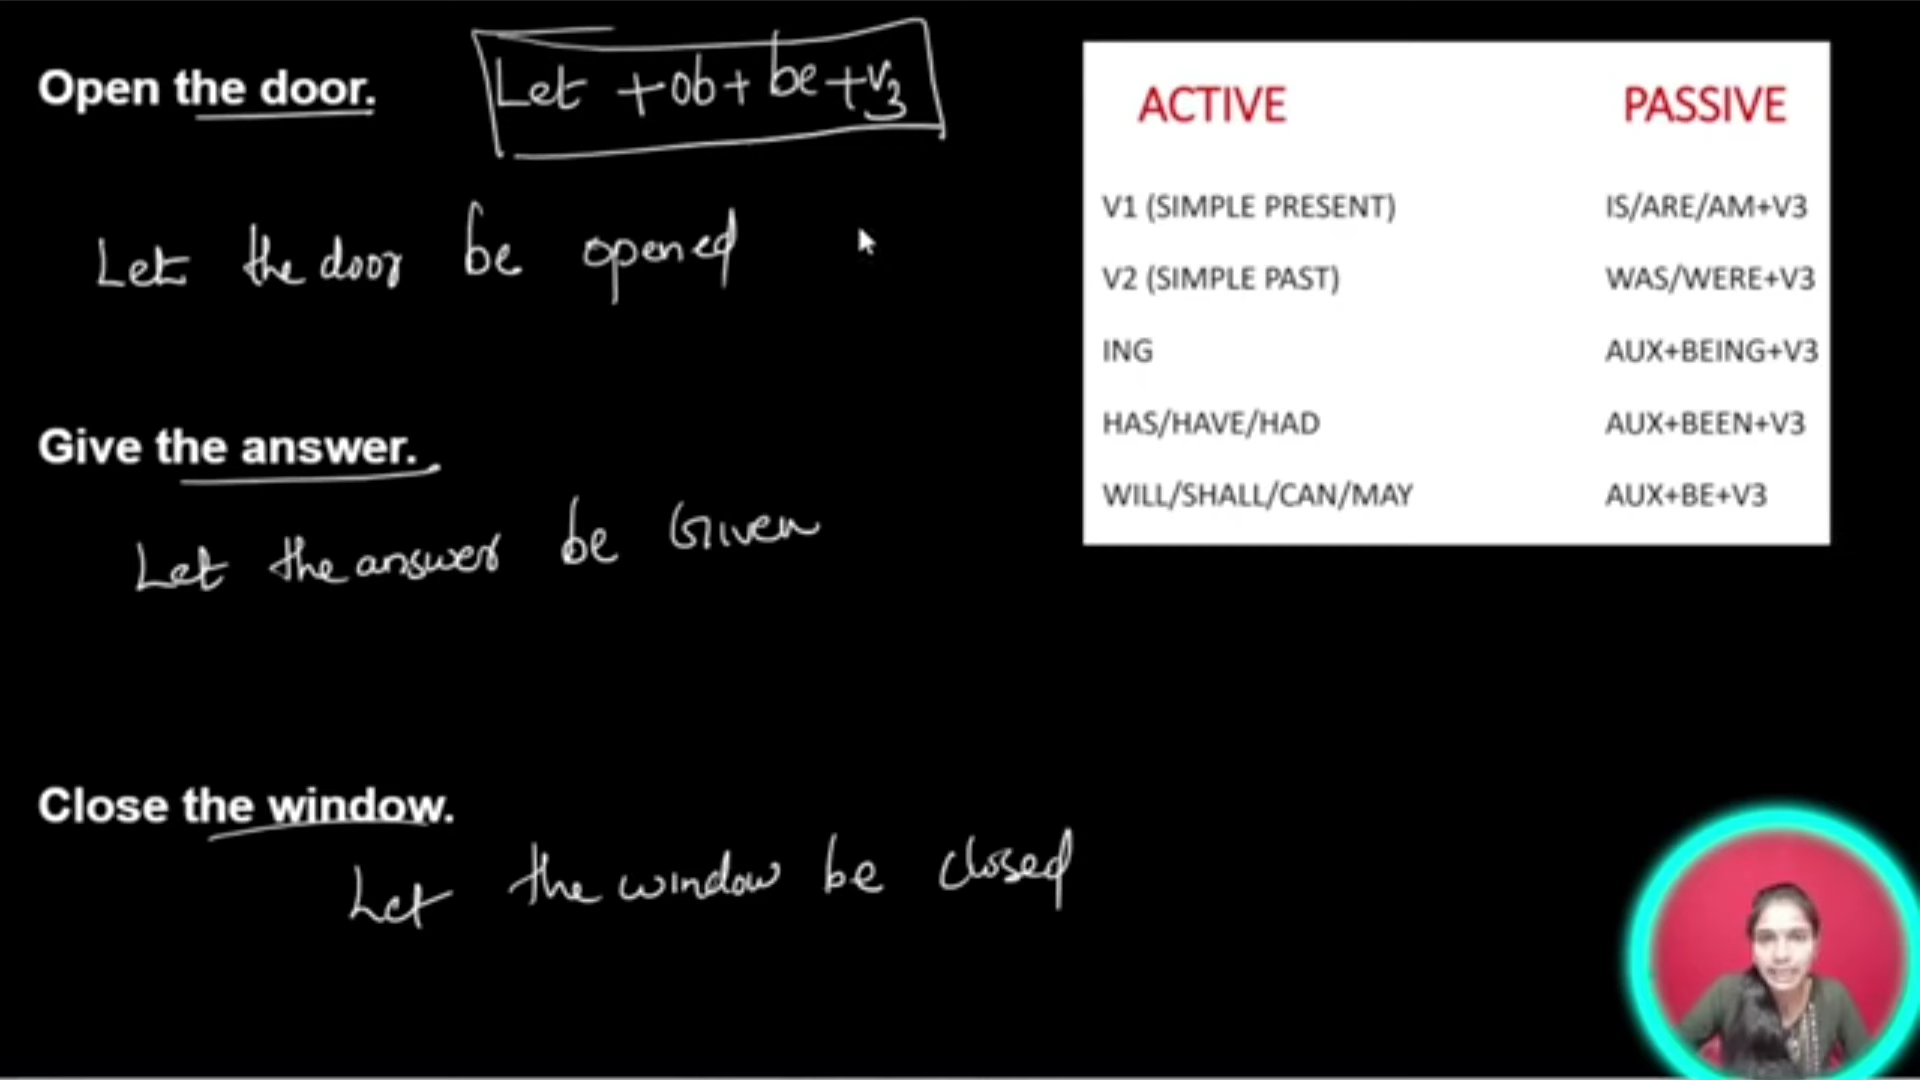 Open the door.
Let + ob + be + v3
Let the door be opened
Give the answer.
Let the answer be Given
Close the window.
Let the window be closed
ACTIVE PASSIVE
V1 (SIMPLE PRESENT) IS/ARE/AM+V3
V2 (SIMPLE PAST) WAS/WERE+V3
ING AUX+BEING+V3
HAS/HAVE/HAD AUX+BEEN+V3
WILL/SHALL/CAN/MAY AUX+BE+V3